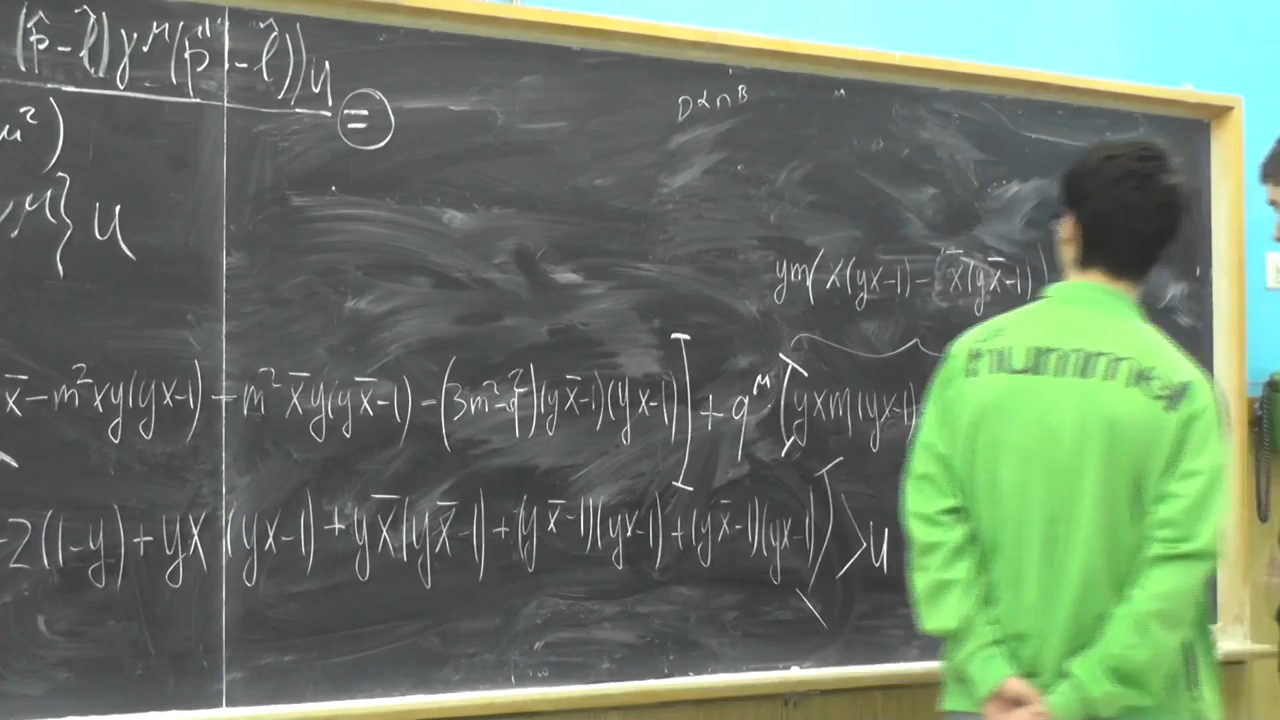 (p̂-l̂)γ^μ(p̂''-l̂))u =
m²)
γ^μ} u
D α n B
ym(x(yx-1) - (x̄(yx̄-1))
x̄ - m²xy(yx-1) - m²x̄y(yx̄-1) - (3m²-q²)(yx̄-1)(yx-1)] + q^μ(yxm(yx-1)
-2(1-y) + yx(yx-1) + yx̄(yx̄-1) + (yx̄-1)(yx-1) + (yx̄-1)(yx-1)) > u